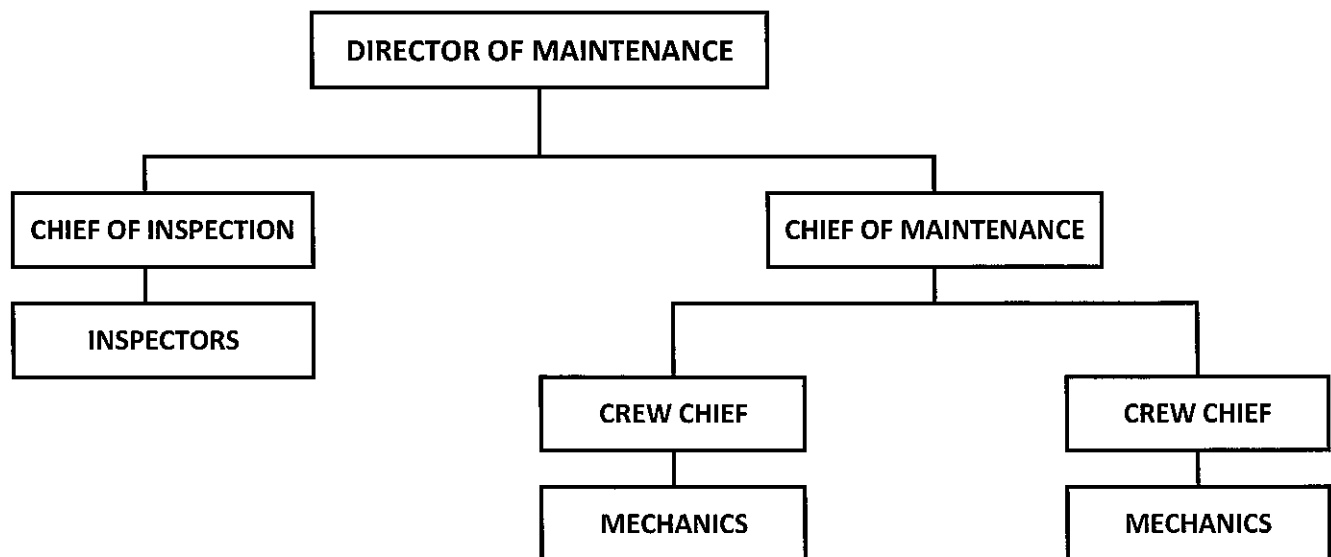 DIRECTOR OF MAINTENANCE
CHIEF OF INSPECTION
CHIEF OF MAINTENANCE
INSPECTORS
CREW CHIEF
CREW CHIEF
MECHANICS
MECHANICS